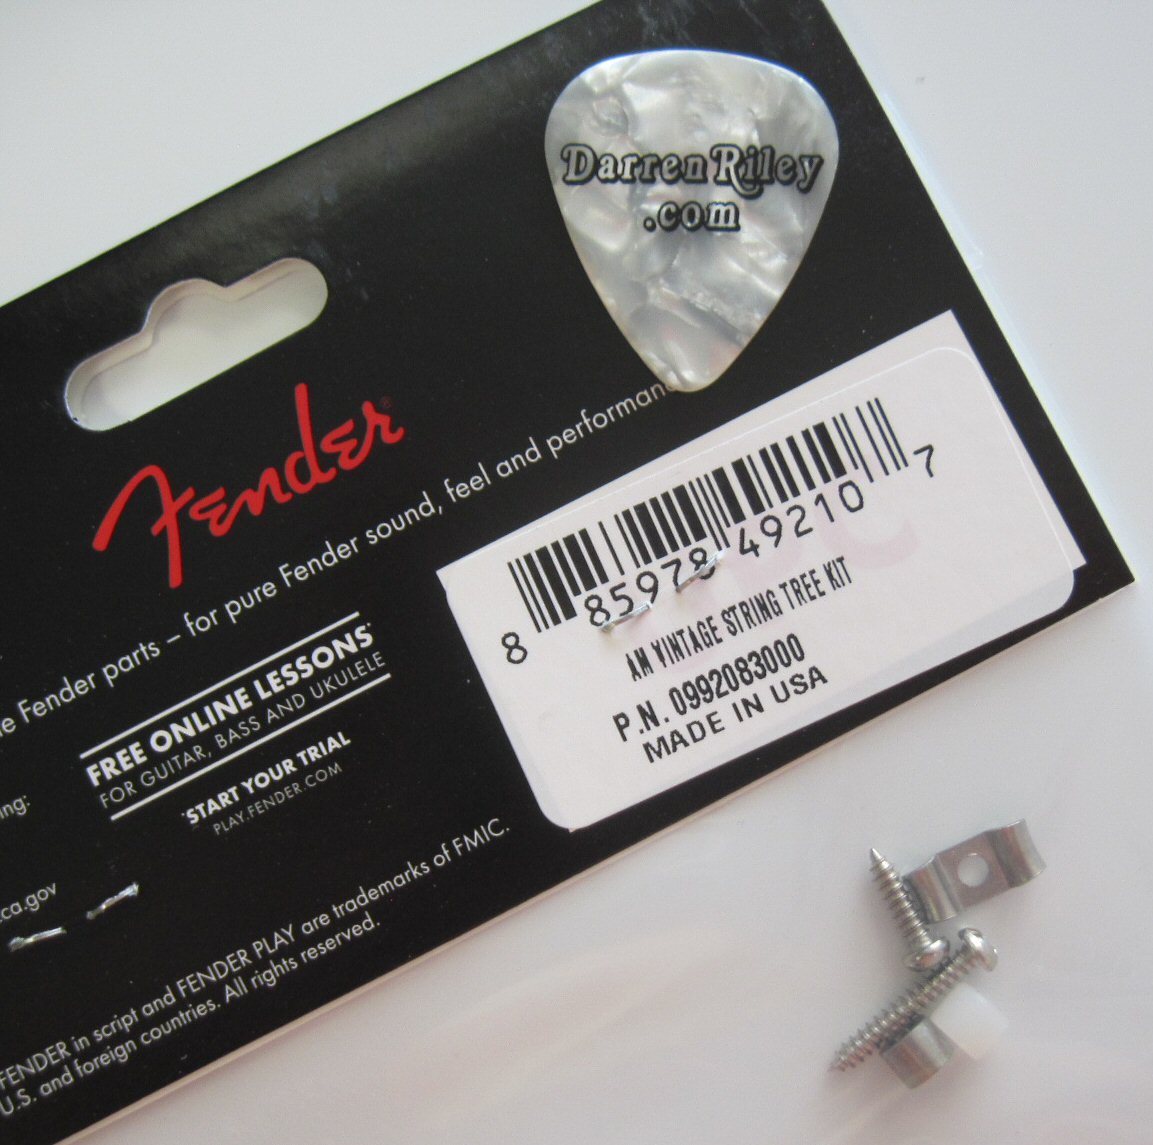 DarrenRiley
.com
Fender®
Fender parts – for pure Fender sound, feel and
8 85978 49210 7
AM VINTAGE STRING TREE KIT
P.N. 0992083000
MADE IN USA
FREE ONLINE LESSONS
FOR GUITAR, BASS AND UKULELE
START YOUR TRIAL
PLAY.FENDER.COM
ca.gov
FENDER in script and FENDER PLAY are trademarks of FMIC.
U.S. and foreign countries. All rights reserved.